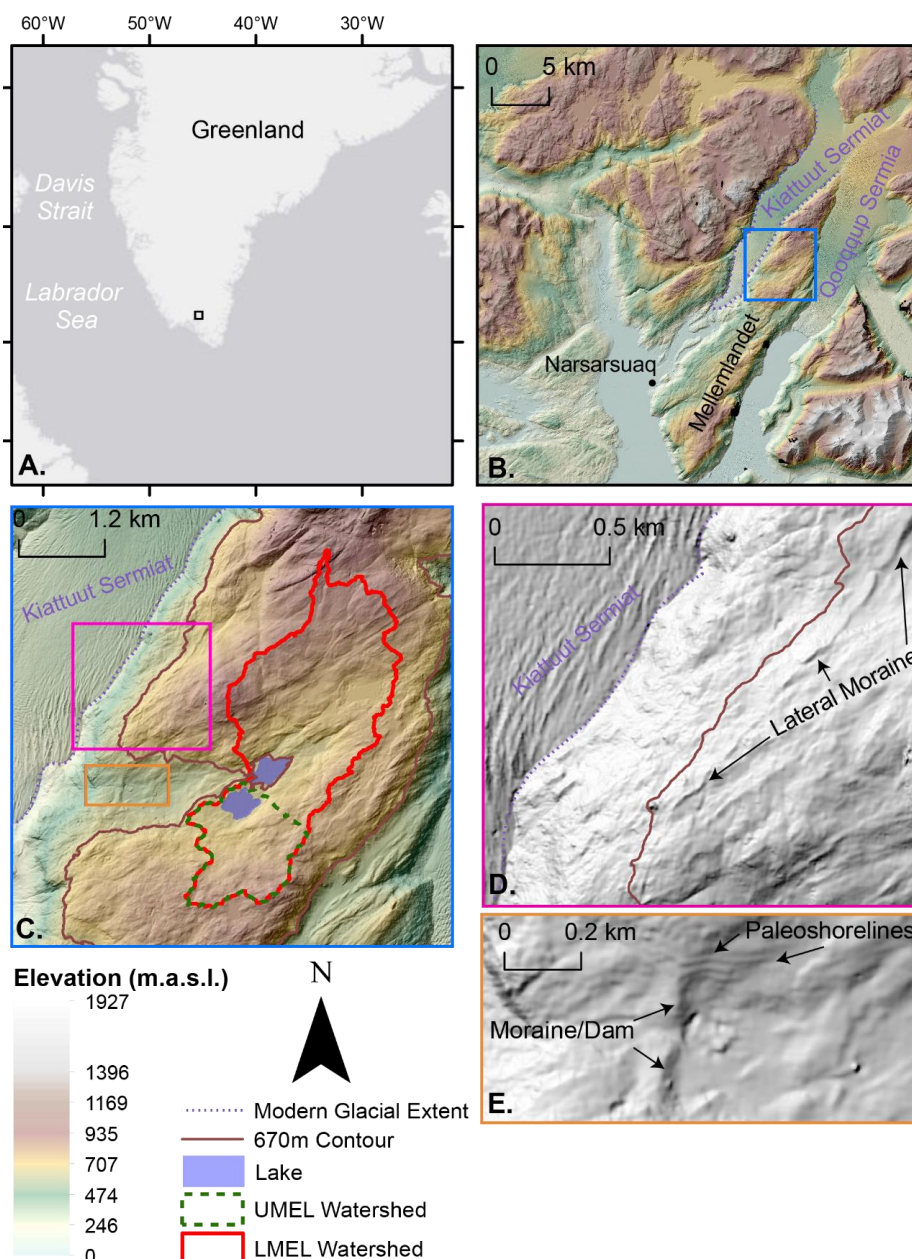 60°W 50°W 40°W 30°W
Greenland
Davis
Strait
Labrador
Sea
A.
0 5 km
Kiattuut Sermiat
Qooqqup Sermia
Narsarsuaq
Mellemlandet
B.
0 1.2 km
Kiattuut Sermiat
C.
0 0.5 km
Kiattuut Sermiat
Lateral Moraine
D.
0 0.2 km
Paleoshorelines
Moraine/Dam
E.
Elevation (m.a.s.l.)
1927
1396
1169
935
707
474
246
0
N
Modern Glacial Extent
670m Contour
Lake
UMEL Watershed
LMEL Watershed